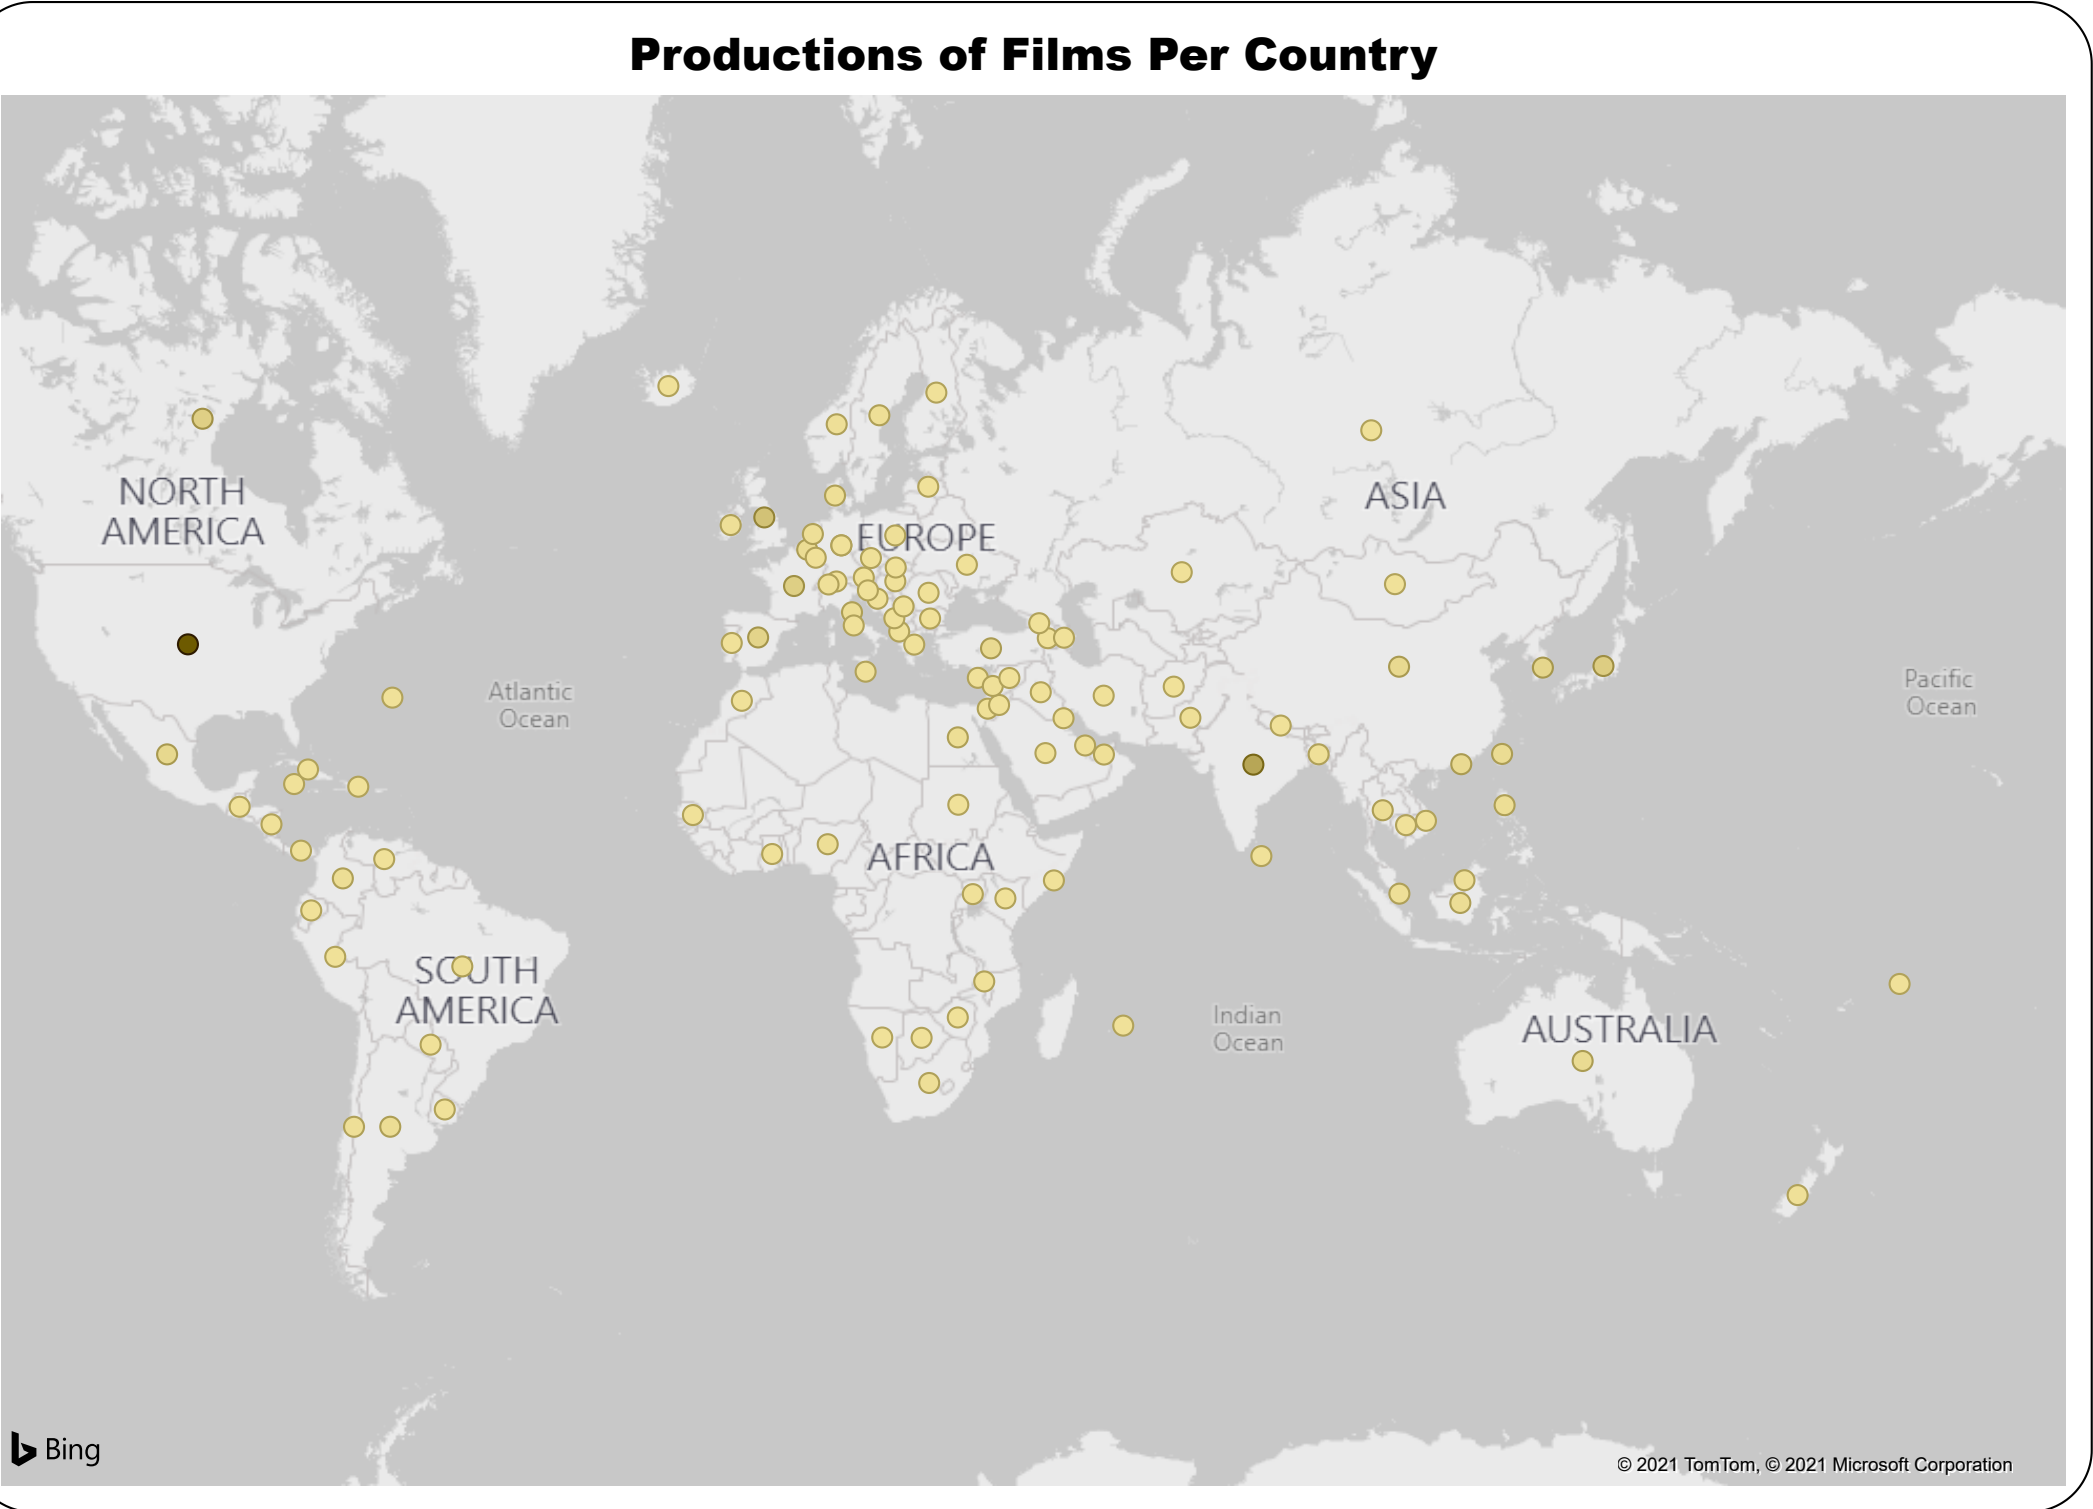 Productions of Films Per Country
NORTH
AMERICA
ASIA
EUROPE
Atlantic
Ocean
Pacific
Ocean
AFRICA
SOUTH
AMERICA
Indian
Ocean
AUSTRALIA
Bing
© 2021 TomTom, © 2021 Microsoft Corporation